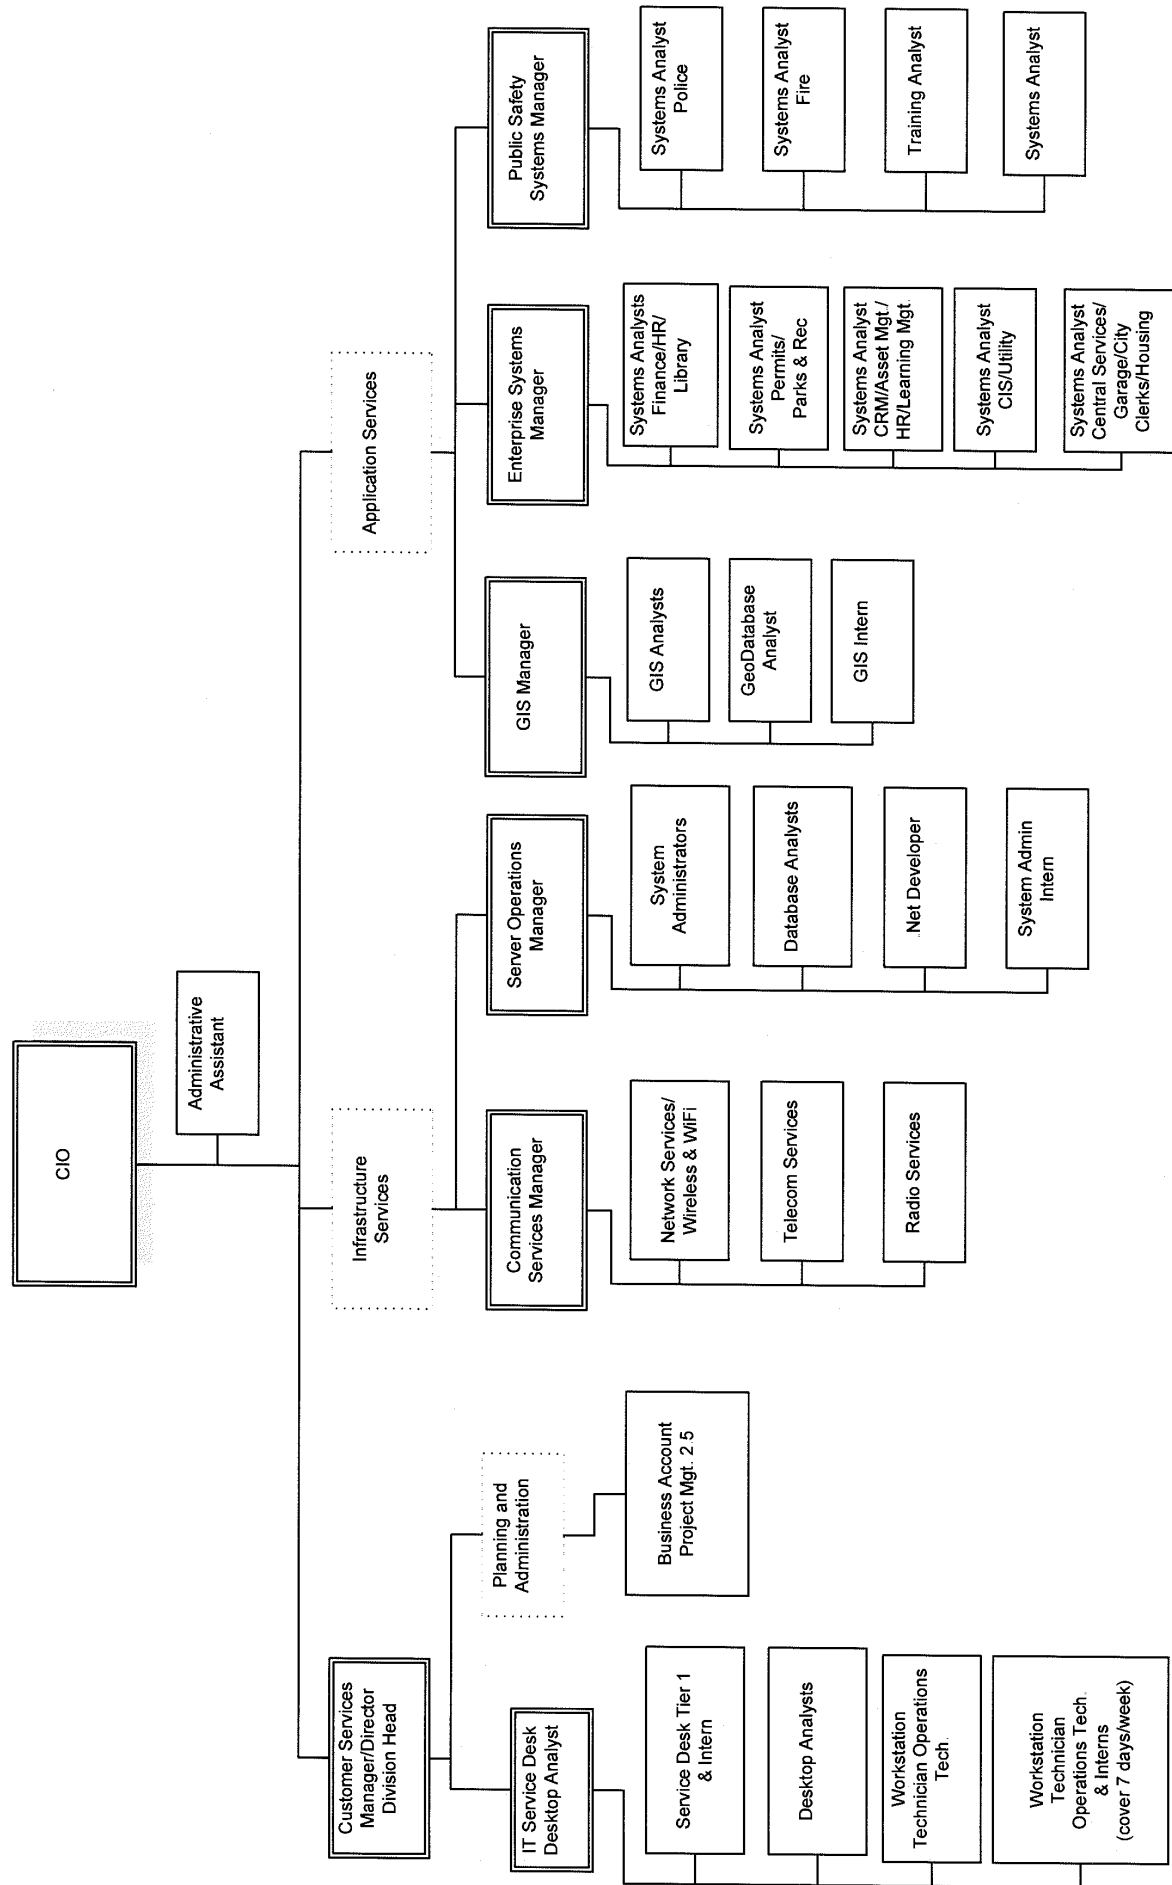 CIO
Administrative
Assistant
Customer Services
Manager/Director
Division Head
Infrastructure
Services
Application Services
IT Service Desk
Desktop Analyst
Planning and
Administration
Communication
Services Manager
Server Operations
Manager
GIS Manager
Enterprise Systems
Manager
Public Safety
Systems Manager
Service Desk Tier 1
& Intern
Desktop Analysts
Workstation
Technician Operations
Tech.
Workstation
Technician
Operations Tech.
& Interns
(cover 7 days/week)
Business Account
Project Mgt. 2.5
Network Services/
Wireless & WiFi
Telecom Services
Radio Services
System
Administrators
Database Analysts
.Net Developer
System Admin
Intern
GIS Analysts
GeoDatabase
Analyst
GIS Intern
Systems Analysts
Finance/HR/
Library
Systems Analyst
Permits/
Parks & Rec
Systems Analyst
CRM/Asset Mgt./
HR/Learning Mgt.
Systems Analyst
CIS/Utility
Systems Analyst
Central Services/
Garage/City
Clerks/Housing
Systems Analyst
Police
Systems Analyst
Fire
Training Analyst
Systems Analyst